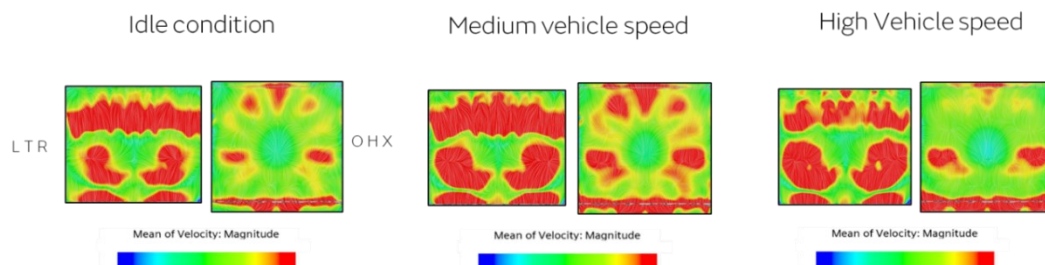 Idle condition
Medium vehicle speed
High Vehicle speed
LTR
OHX
Mean of Velocity: Magnitude
Mean of Velocity: Magnitude
Mean of Velocity: Magnitude